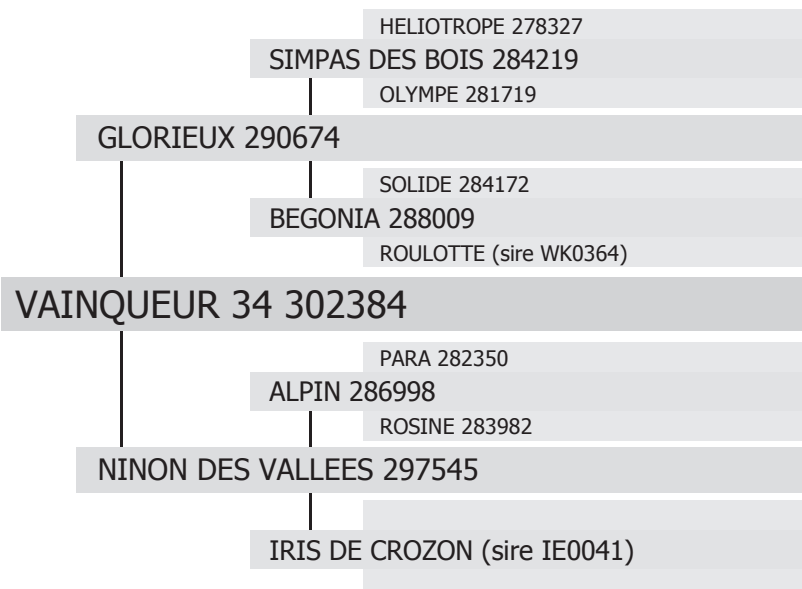 HELIOTROPE 278327
SIMPAS DES BOIS 284219
OLYMPE 281719
GLORIEUX 290674
SOLIDE 284172
BEGONIA 288009
ROULOTTE (sire WK0364)
VAINQUEUR 34 302384
PARA 282350
ALPIN 286998
ROSINE 283982
NINON DES VALLEES 297545
IRIS DE CROZON (sire IE0041)